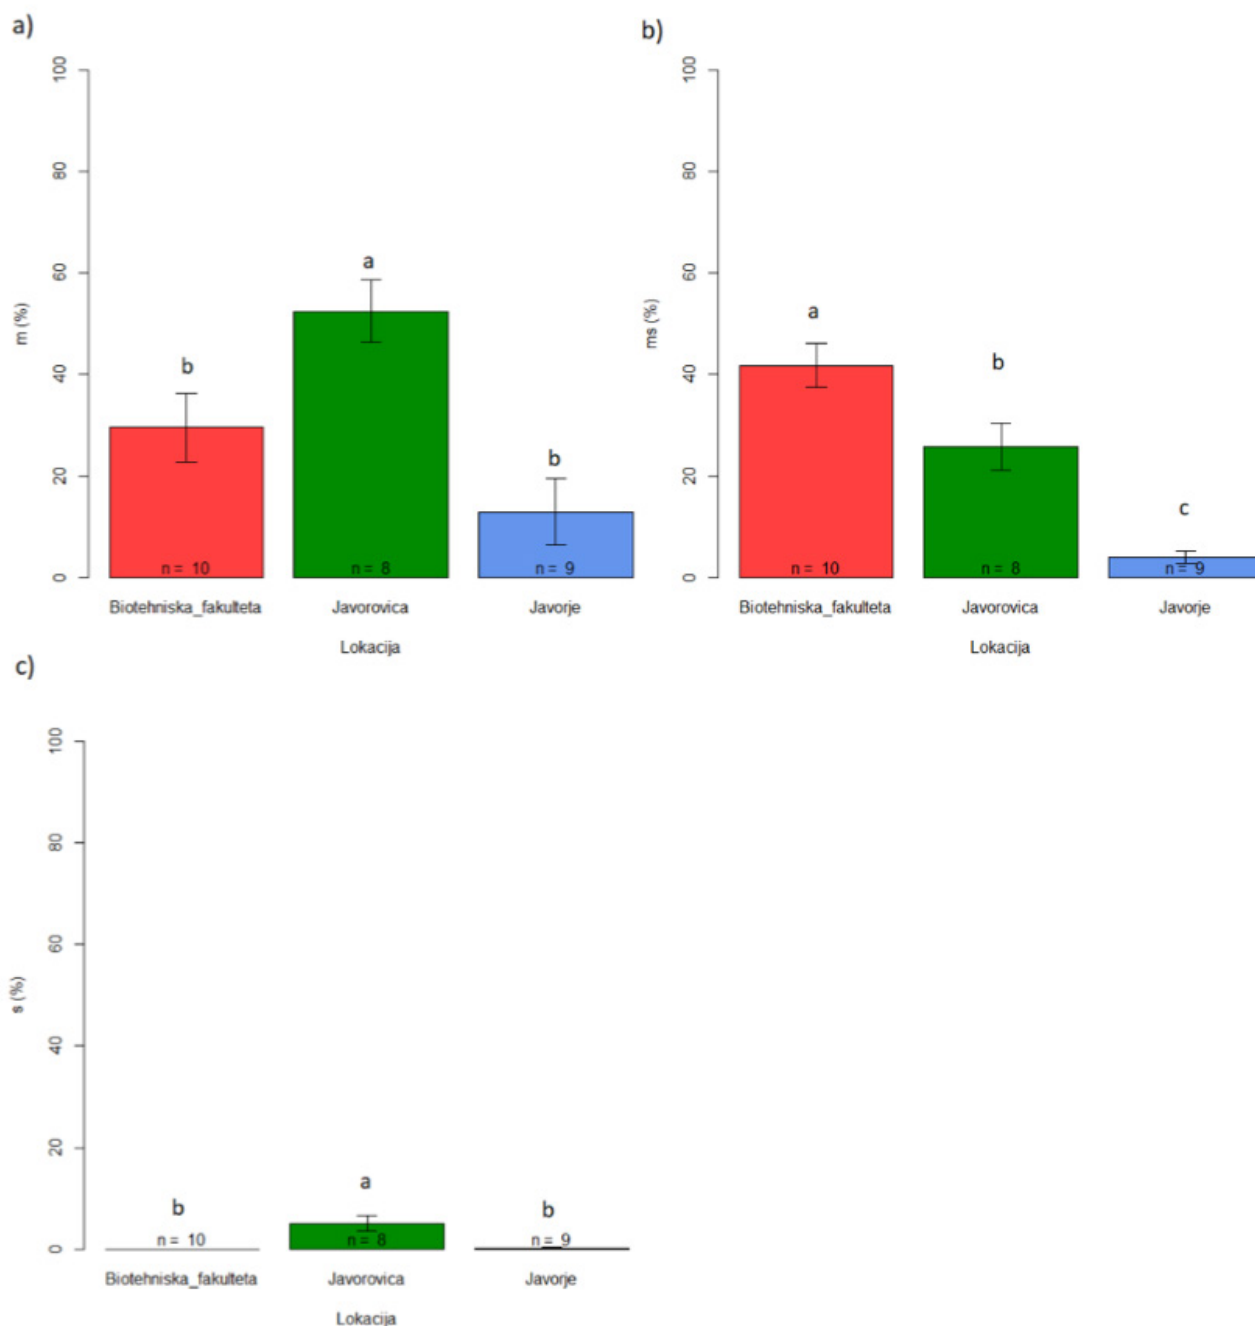 a)
100
80
60
40
20
0
m (%)
b
a
b
n = 10
n = 8
n = 9
Biotehniska_fakulteta
Javorovica
Javorje
Lokacija
b)
100
80
60
40
20
0
ms (%)
a
b
c
n = 10
n = 8
n = 9
Biotehniska_fakulteta
Javorovica
Javorje
Lokacija
c)
100
80
60
40
20
0
s (%)
b
a
b
n = 10
n = 8
n = 9
Biotehniska_fakulteta
Javorovica
Javorje
Lokacija